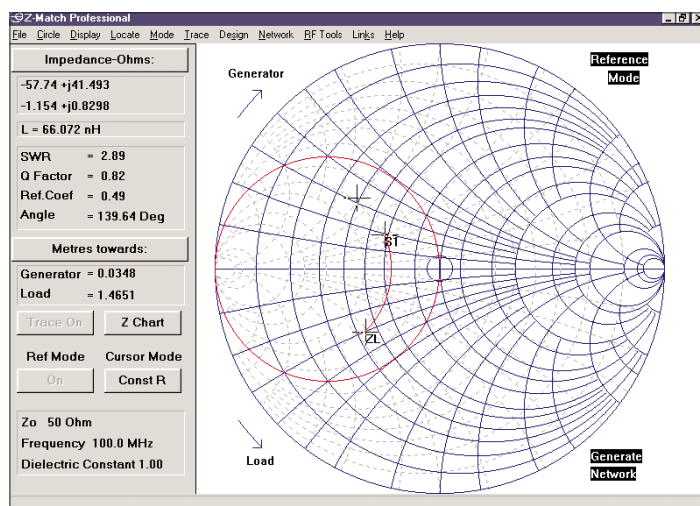 Z-Match Professional
File Circle Display Locate Mode Trace Design Network RF Tools Links Help
Impedance-Ohms:
-57.74 +j41.493
-1.154 +j0.8298
L = 66.072 nH
SWR = 2.89
Q Factor = 0.82
Ref.Coef = 0.49
Angle = 139.64 Deg
Metres towards:
Generator = 0.0348
Load = 1.4651
Trace On Z Chart
Ref Mode Cursor Mode
On Const R
Zo 50 Ohm
Frequency 100.0 MHz
Dielectric Constant 1.00
Generator
Reference
Mode
S1
ZL
Load
Generate
Network